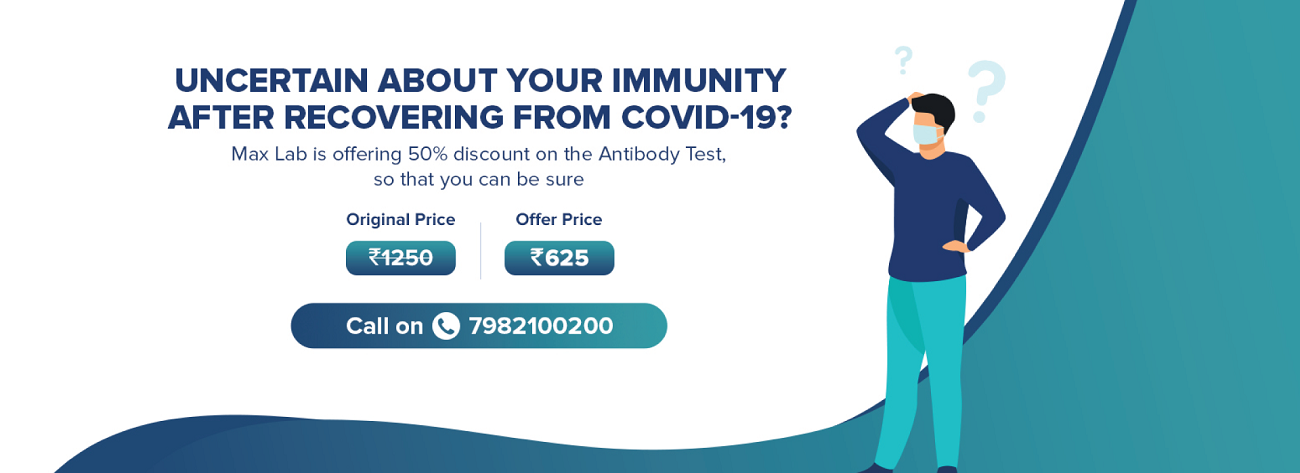 UNCERTAIN ABOUT YOUR IMMUNITY
AFTER RECOVERING FROM COVID-19?
Max Lab is offering 50% discount on the Antibody Test,
so that you can be sure
Original Price
₹1250
Offer Price
₹625
Call on 7982100200
? ?